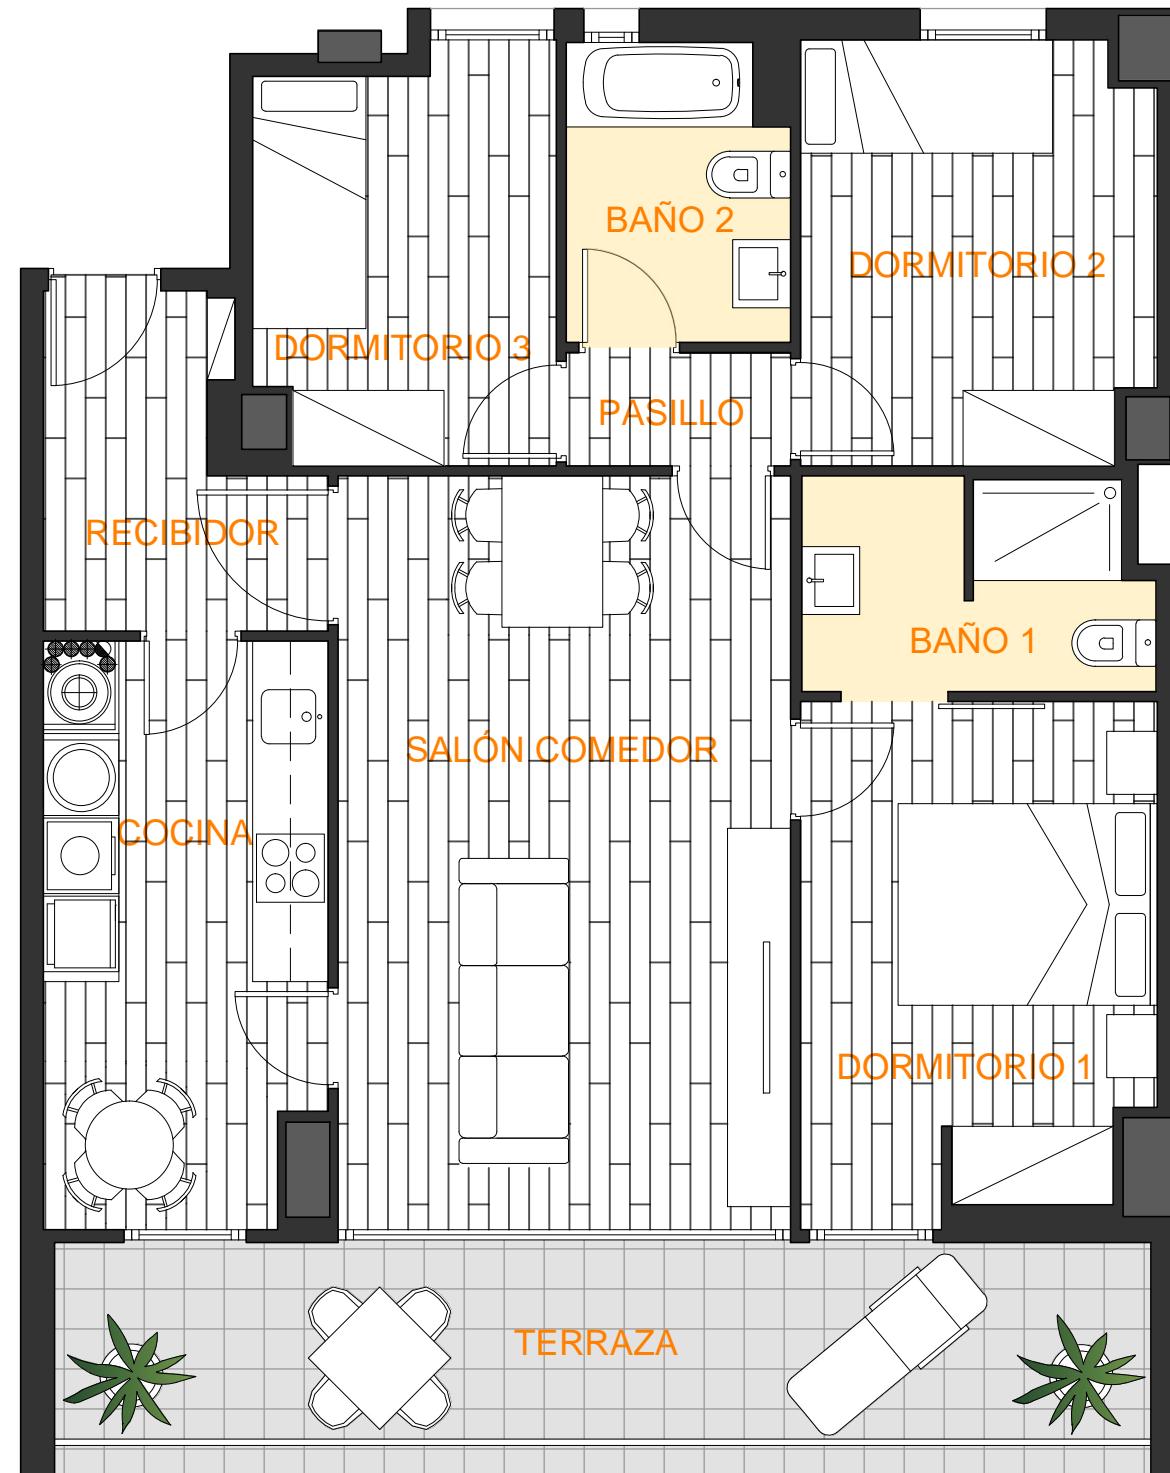 BAÑO 2
DORMITORIO 2
DORMITORIO 3
PASILLO
RECIBIDOR
BAÑO 1
SALÓN COMEDOR
COCINA
DORMITORIO 1
TERRAZA